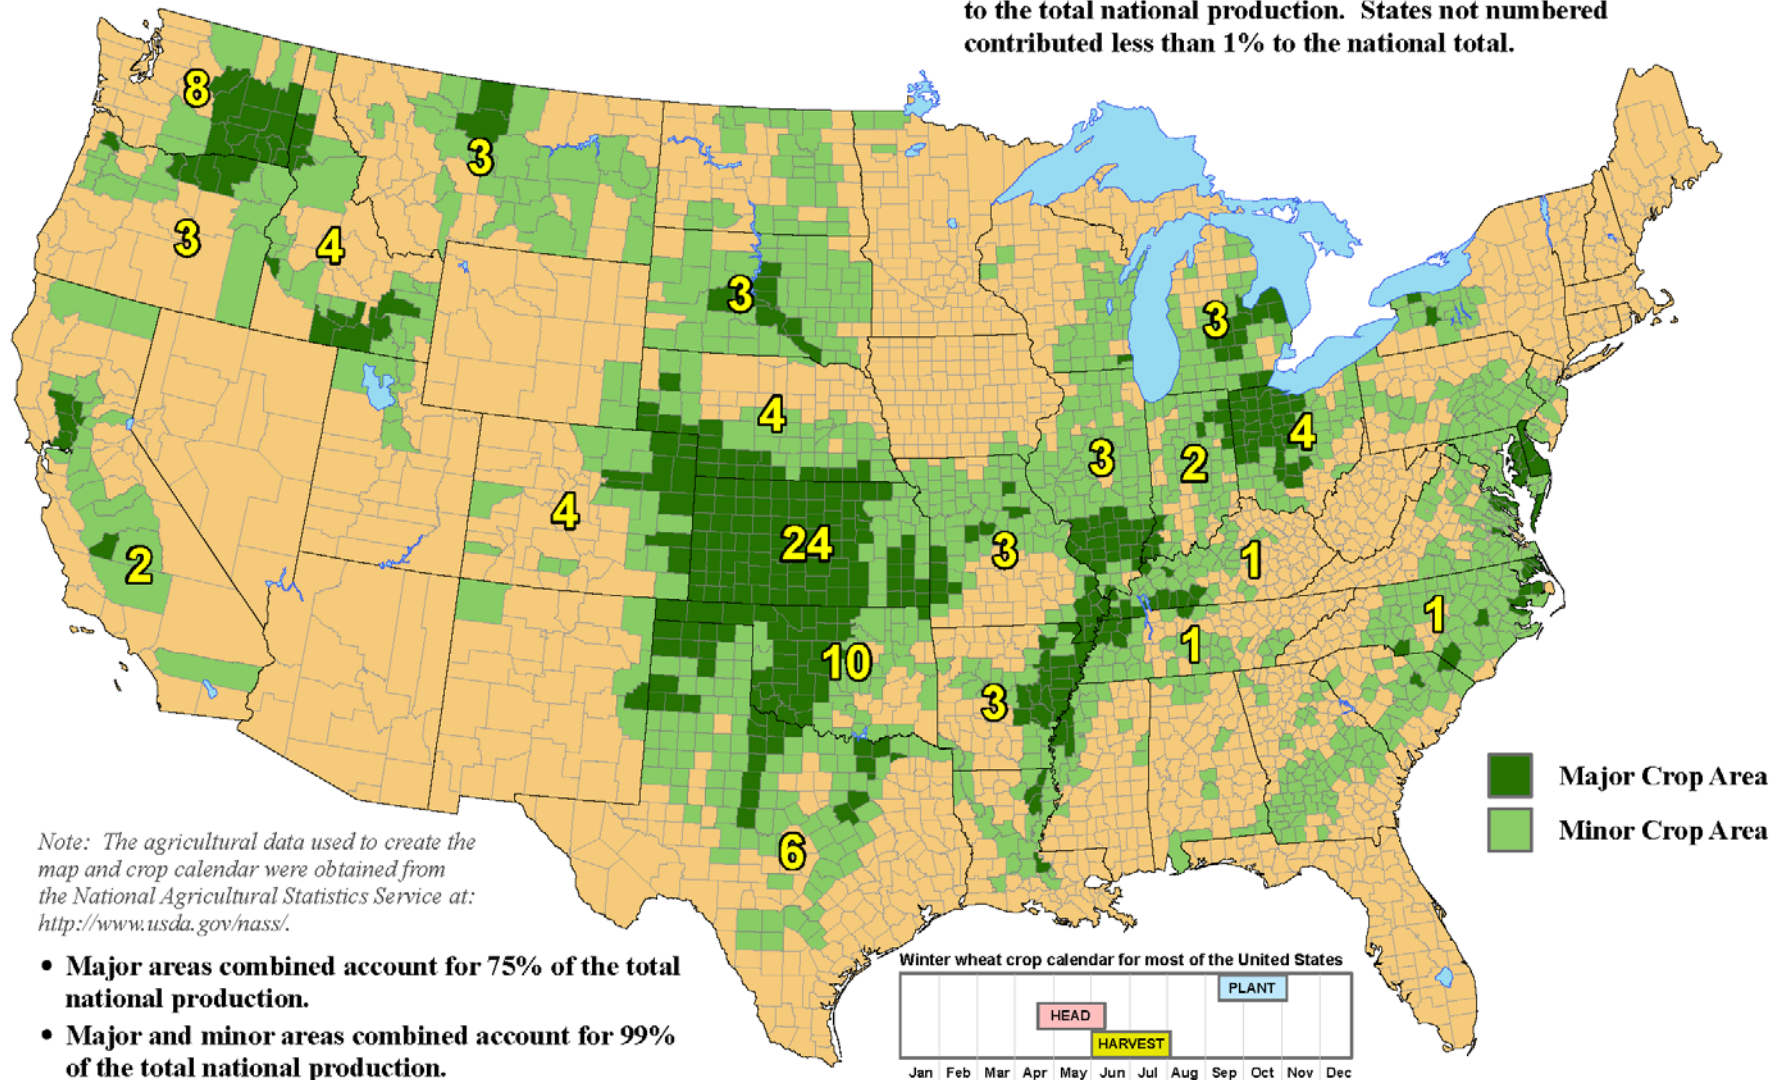 to the total national production. States not numbered
contributed less than 1% to the national total.
8
3
3
4
3
3
4
4
3
2
4
4
24
3
1
2
10
1
1
3
6
Major Crop Area
Minor Crop Area
Note: The agricultural data used to create the
map and crop calendar were obtained from
the National Agricultural Statistics Service at:
http://www.usda.gov/nass/.
• Major areas combined account for 75% of the total
national production.
• Major and minor areas combined account for 99%
of the total national production.
Winter wheat crop calendar for most of the United States
PLANT
HEAD
HARVEST
Jan Feb Mar Apr May Jun Jul Aug Sep Oct Nov Dec